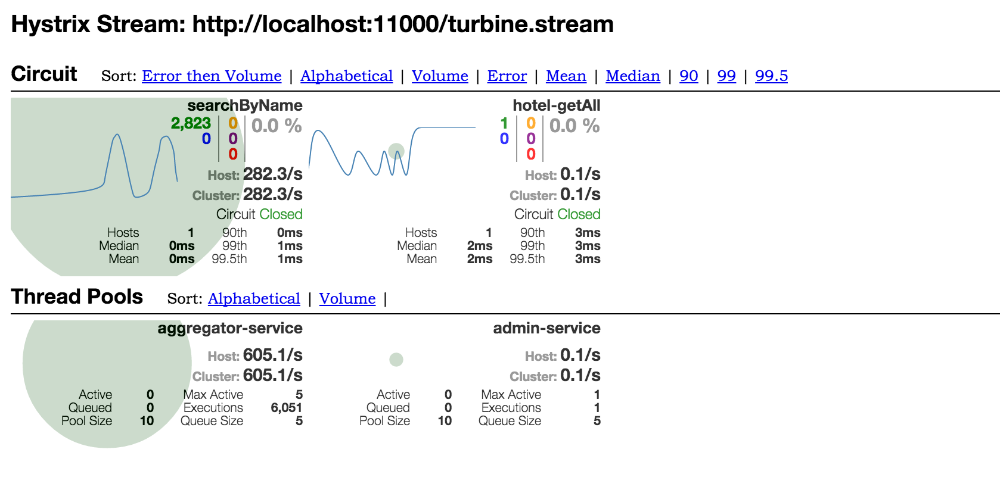 Hystrix Stream: http://localhost:11000/turbine.stream
Circuit Sort: Error then Volume | Alphabetical | Volume | Error | Mean | Median | 90 | 99 | 99.5
searchByName
2,823 0 0.0 %
0 0
0
Host: 282.3/s
Cluster: 282.3/s
Circuit Closed
Hosts 1 90th 0ms
Median 0ms 99th 1ms
Mean 0ms 99.5th 1ms
hotel-getAll
1 0 0.0 %
0 0
0
Host: 0.1/s
Cluster: 0.1/s
Circuit Closed
Hosts 1 90th 3ms
Median 2ms 99th 3ms
Mean 2ms 99.5th 3ms
Thread Pools Sort: Alphabetical | Volume |
aggregator-service
Host: 605.1/s
Cluster: 605.1/s
Active 0 Max Active 5
Queued 0 Executions 6,051
Pool Size 10 Queue Size 5
admin-service
Host: 0.1/s
Cluster: 0.1/s
Active 0 Max Active 1
Queued 0 Executions 1
Pool Size 10 Queue Size 5